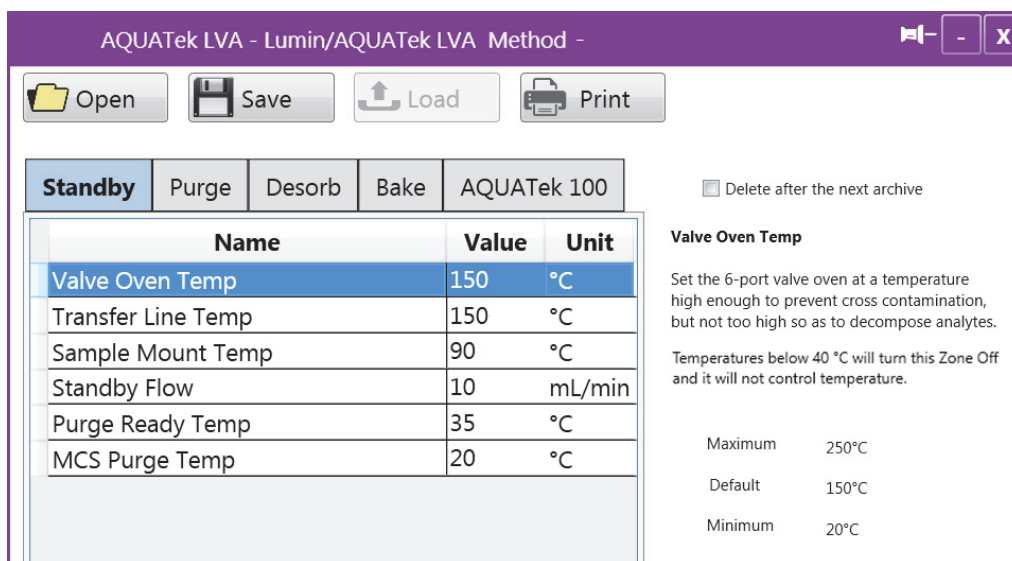 AQUATek LVA - Lumin/AQUATek LVA Method -
- X
Open Save Load Print
Standby Purge Desorb Bake AQUATek 100
Name Value Unit
Valve Oven Temp 150 °C
Transfer Line Temp 150 °C
Sample Mount Temp 90 °C
Standby Flow 10 mL/min
Purge Ready Temp 35 °C
MCS Purge Temp 20 °C
Delete after the next archive
Valve Oven Temp
Set the 6-port valve oven at a temperature
high enough to prevent cross contamination,
but not too high so as to decompose analytes.
Temperatures below 40 °C will turn this Zone Off
and it will not control temperature.
Maximum 250°C
Default 150°C
Minimum 20°C